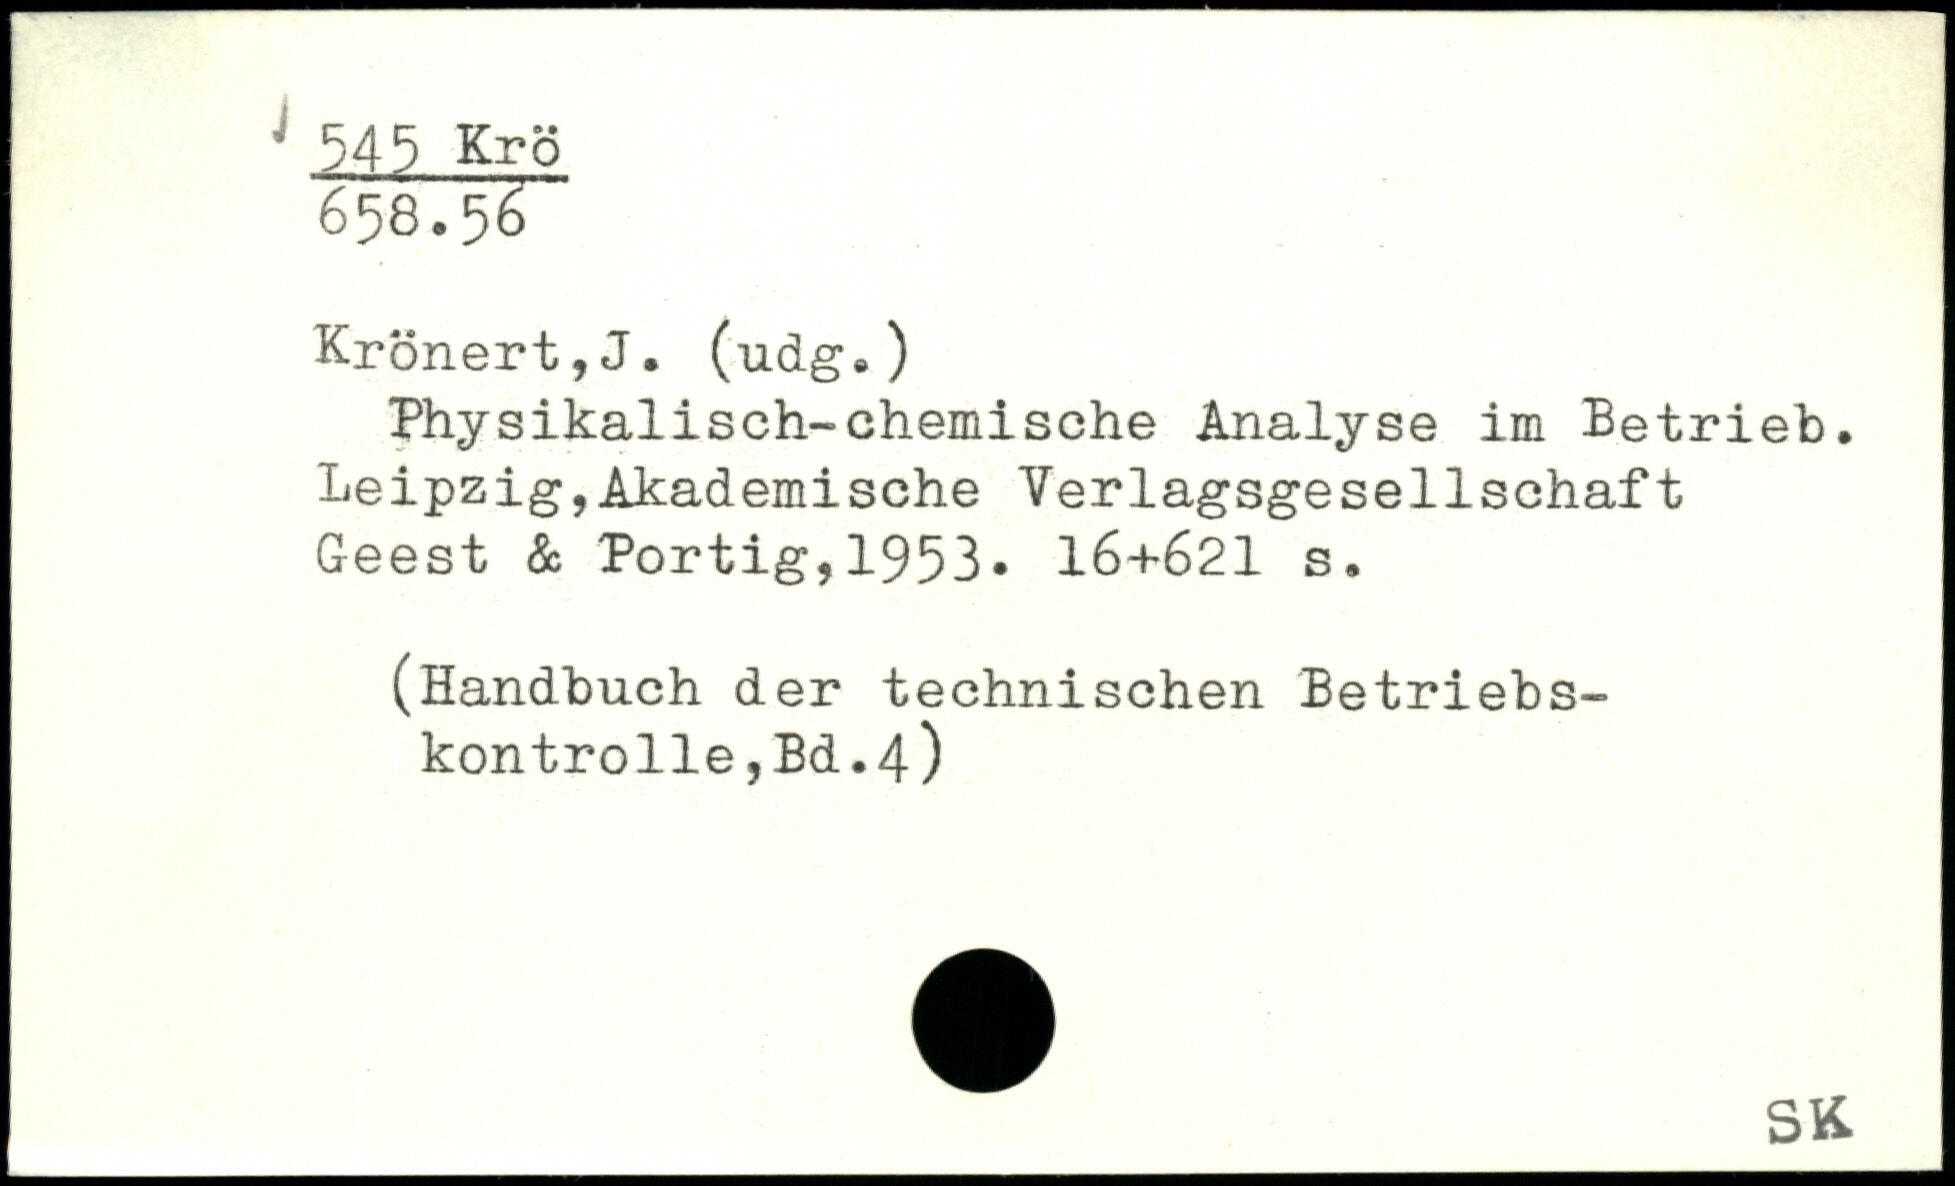 545 Krö
658.56
Krönert,J. (udg.)
Physikalisch-chemische Analyse im Betrieb.
Leipzig,Akademische Verlagsgesellschaft
Geest & Portig,1953. 16+621 s.
(Handbuch der technischen Betriebs-
kontrolle,Bd.4)
SK